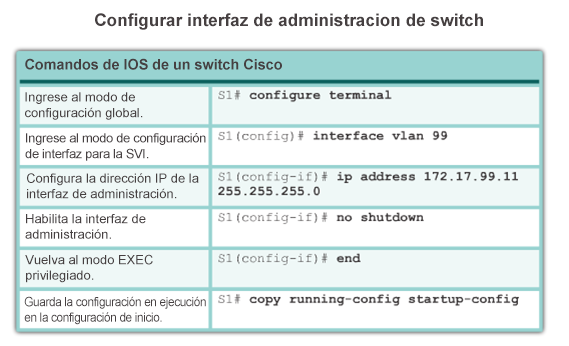 Configurar interfaz de administracion de switch
Comandos de IOS de un switch Cisco
Ingrese al modo de
configuración global.
S1# configure terminal
Ingrese al modo de configuración
de interfaz para la SVI.
S1(config)# interface vlan 99
Configura la dirección IP de la
interfaz de administración.
S1(config-if)# ip address 172.17.99.11
255.255.255.0
Habilita la interfaz de
administración.
S1(config-if)# no shutdown
Vuelva al modo EXEC
privilegiado.
S1(config-if)# end
Guarda la configuración en ejecución
en la configuración de inicio.
S1# copy running-config startup-config